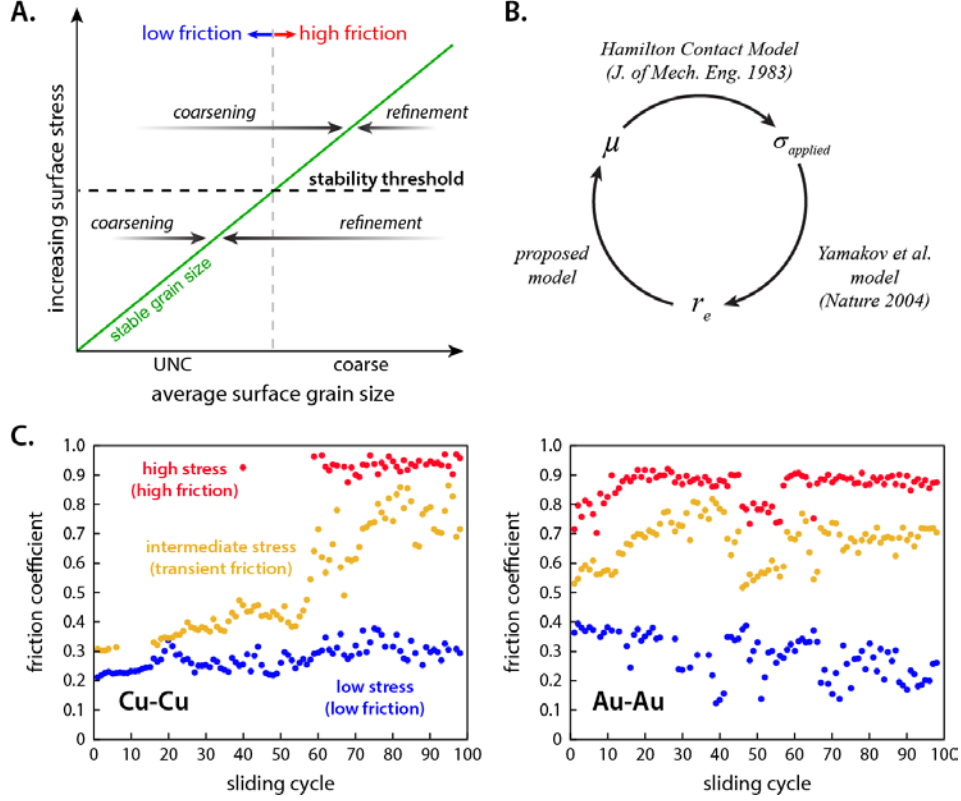 A.
low friction
high friction
increasing surface stress
coarsening
refinement
stability threshold
coarsening
refinement
stable grain size
UNC
coarse
average surface grain size
B.
Hamilton Contact Model
(J. of Mech. Eng. 1983)
μ
σ applied
proposed
model
Yamakov et al.
model
(Nature 2004)
r e
C.
friction coefficient
1.0
0.9
0.8
0.7
0.6
0.5
0.4
0.3
0.2
0.1
0
high stress
(high friction)
intermediate stress
(transient friction)
low stress
(low friction)
Cu-Cu
0 10 20 30 40 50 60 70 80 90 100
sliding cycle
friction coefficient
1.0
0.9
0.8
0.7
0.6
0.5
0.4
0.3
0.2
0.1
0
Au-Au
0 10 20 30 40 50 60 70 80 90 100
sliding cycle